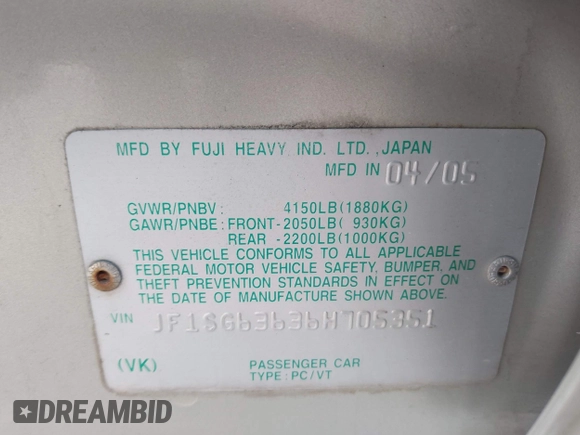 MFD BY FUJI HEAVY IND. LTD. ,JAPAN
MFD IN 04/05
GVWR/PNBV : 4150LB(1880KG)
GAWR/PNBE : FRONT-2050LB( 930KG)
REAR -2200LB(1000KG)
THIS VEHICLE CONFORMS TO ALL APPLICABLE
FEDERAL MOTOR VEHICLE SAFETY, BUMPER, AND
THEFT PREVENTION STANDARDS IN EFFECT ON
THE DATE OF MANUFACTURE SHOWN ABOVE.
VIN JF1SG63636H705351
(VK) PASSENGER CAR
TYPE : PC/VT
DREAMBID